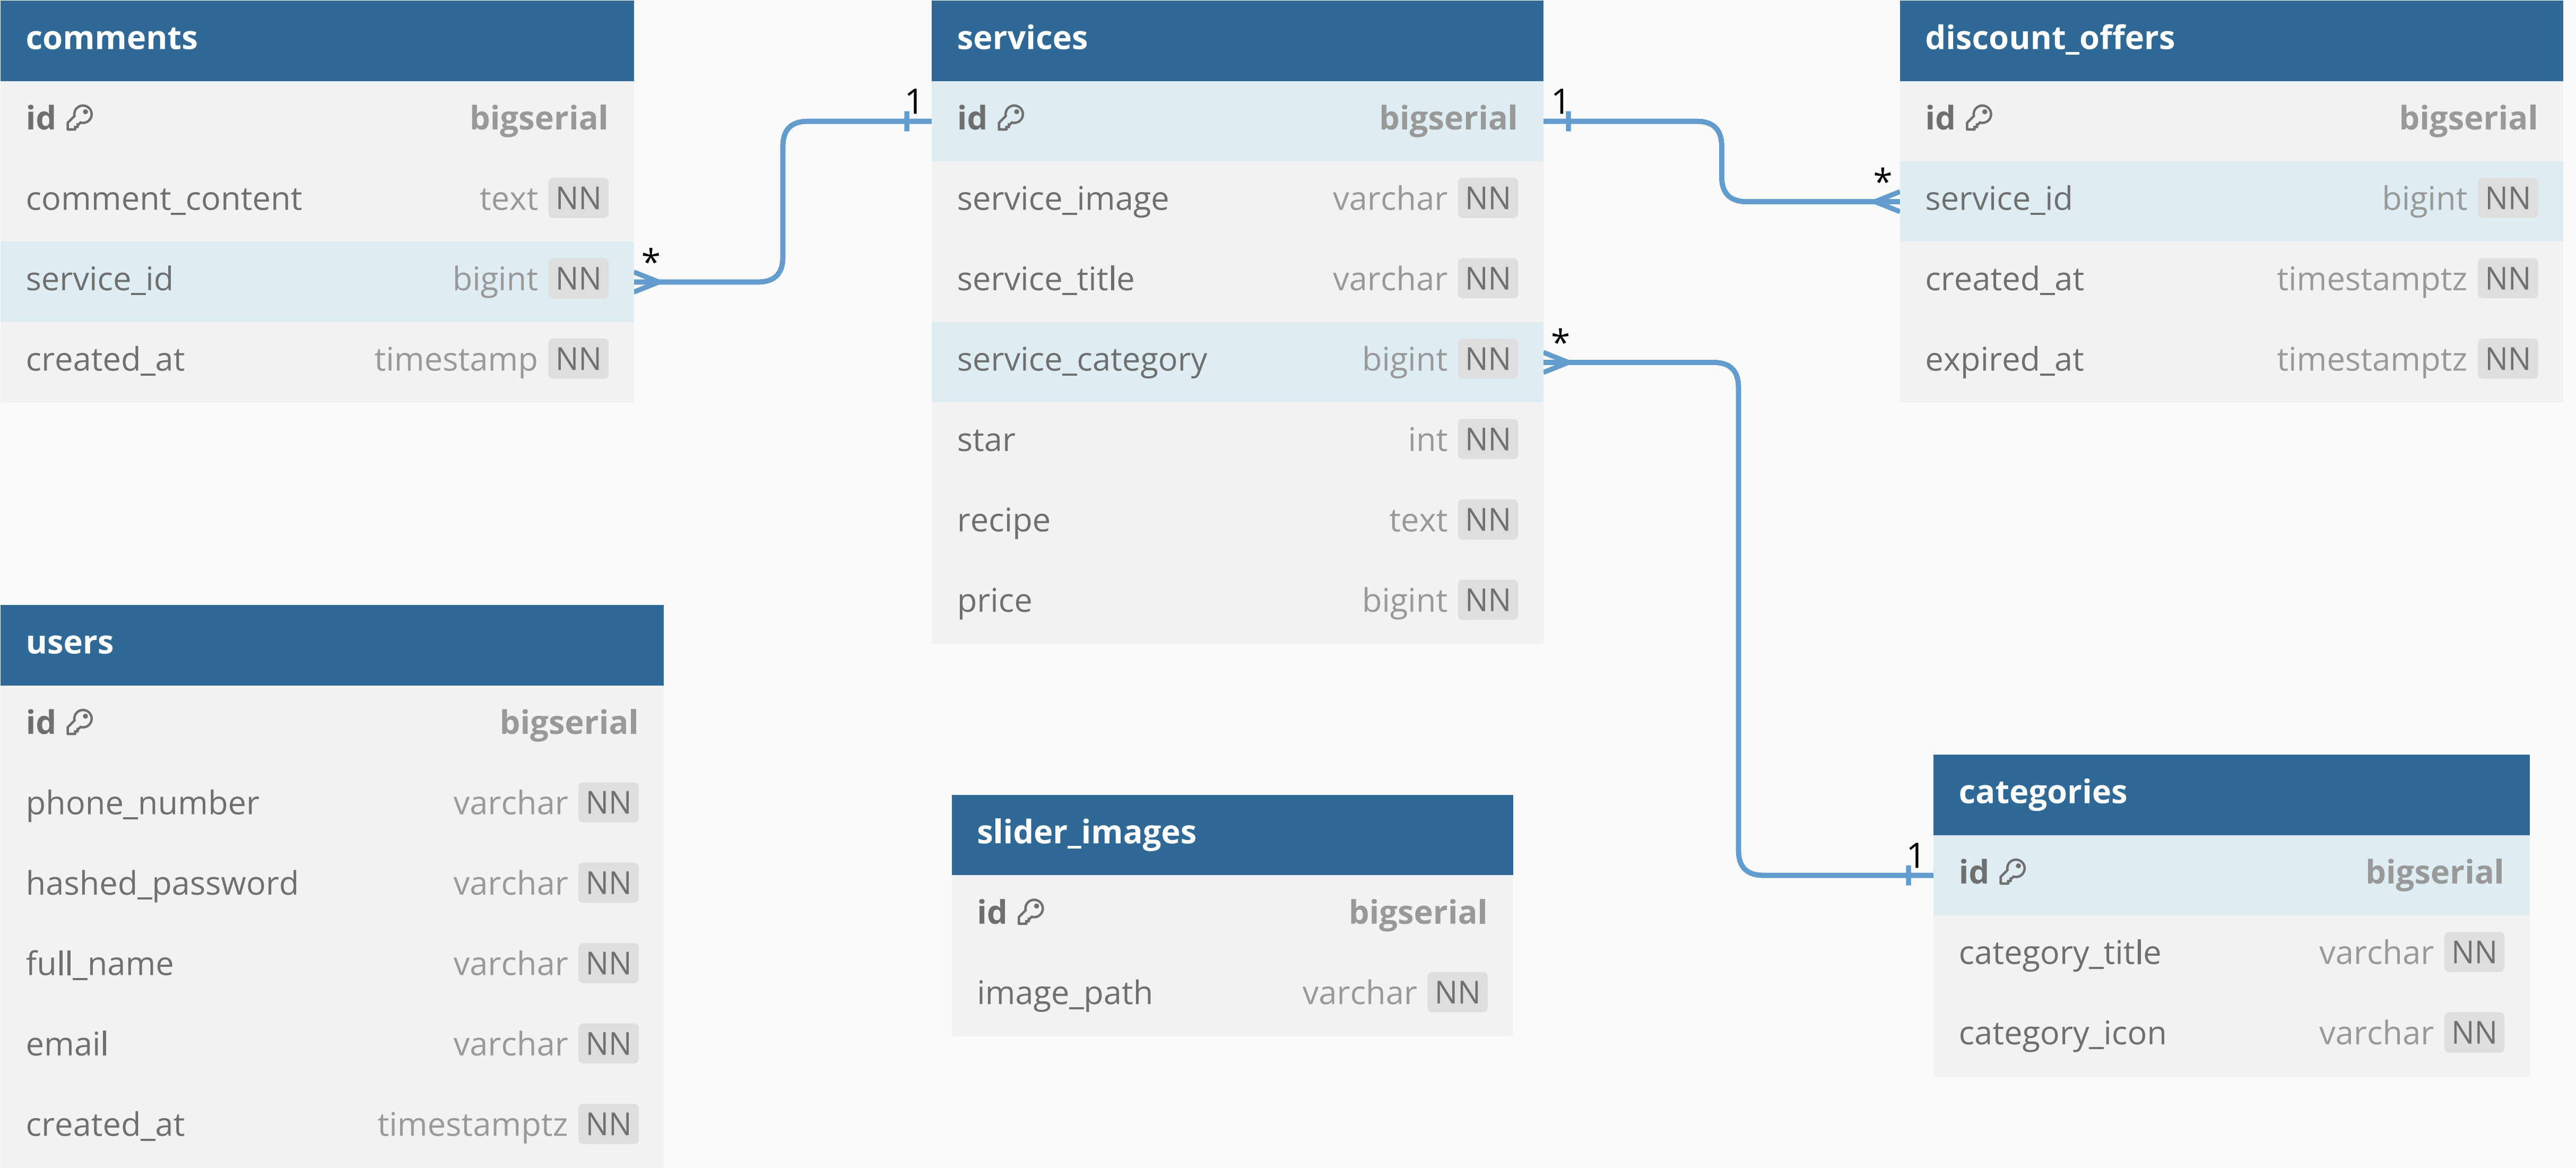 comments
id bigserial
comment_content text NN
service_id bigint NN
created_at timestamp NN
services
id bigserial
service_image varchar NN
service_title varchar NN
service_category bigint NN
star int NN
recipe text NN
price bigint NN
discount_offers
id bigserial
service_id bigint NN
created_at timestamptz NN
expired_at timestamptz NN
* 1
1 *
* 1
users
id bigserial
phone_number varchar NN
hashed_password varchar NN
full_name varchar NN
email varchar NN
created_at timestamptz NN
slider_images
id bigserial
image_path varchar NN
categories
id bigserial
category_title varchar NN
category_icon varchar NN